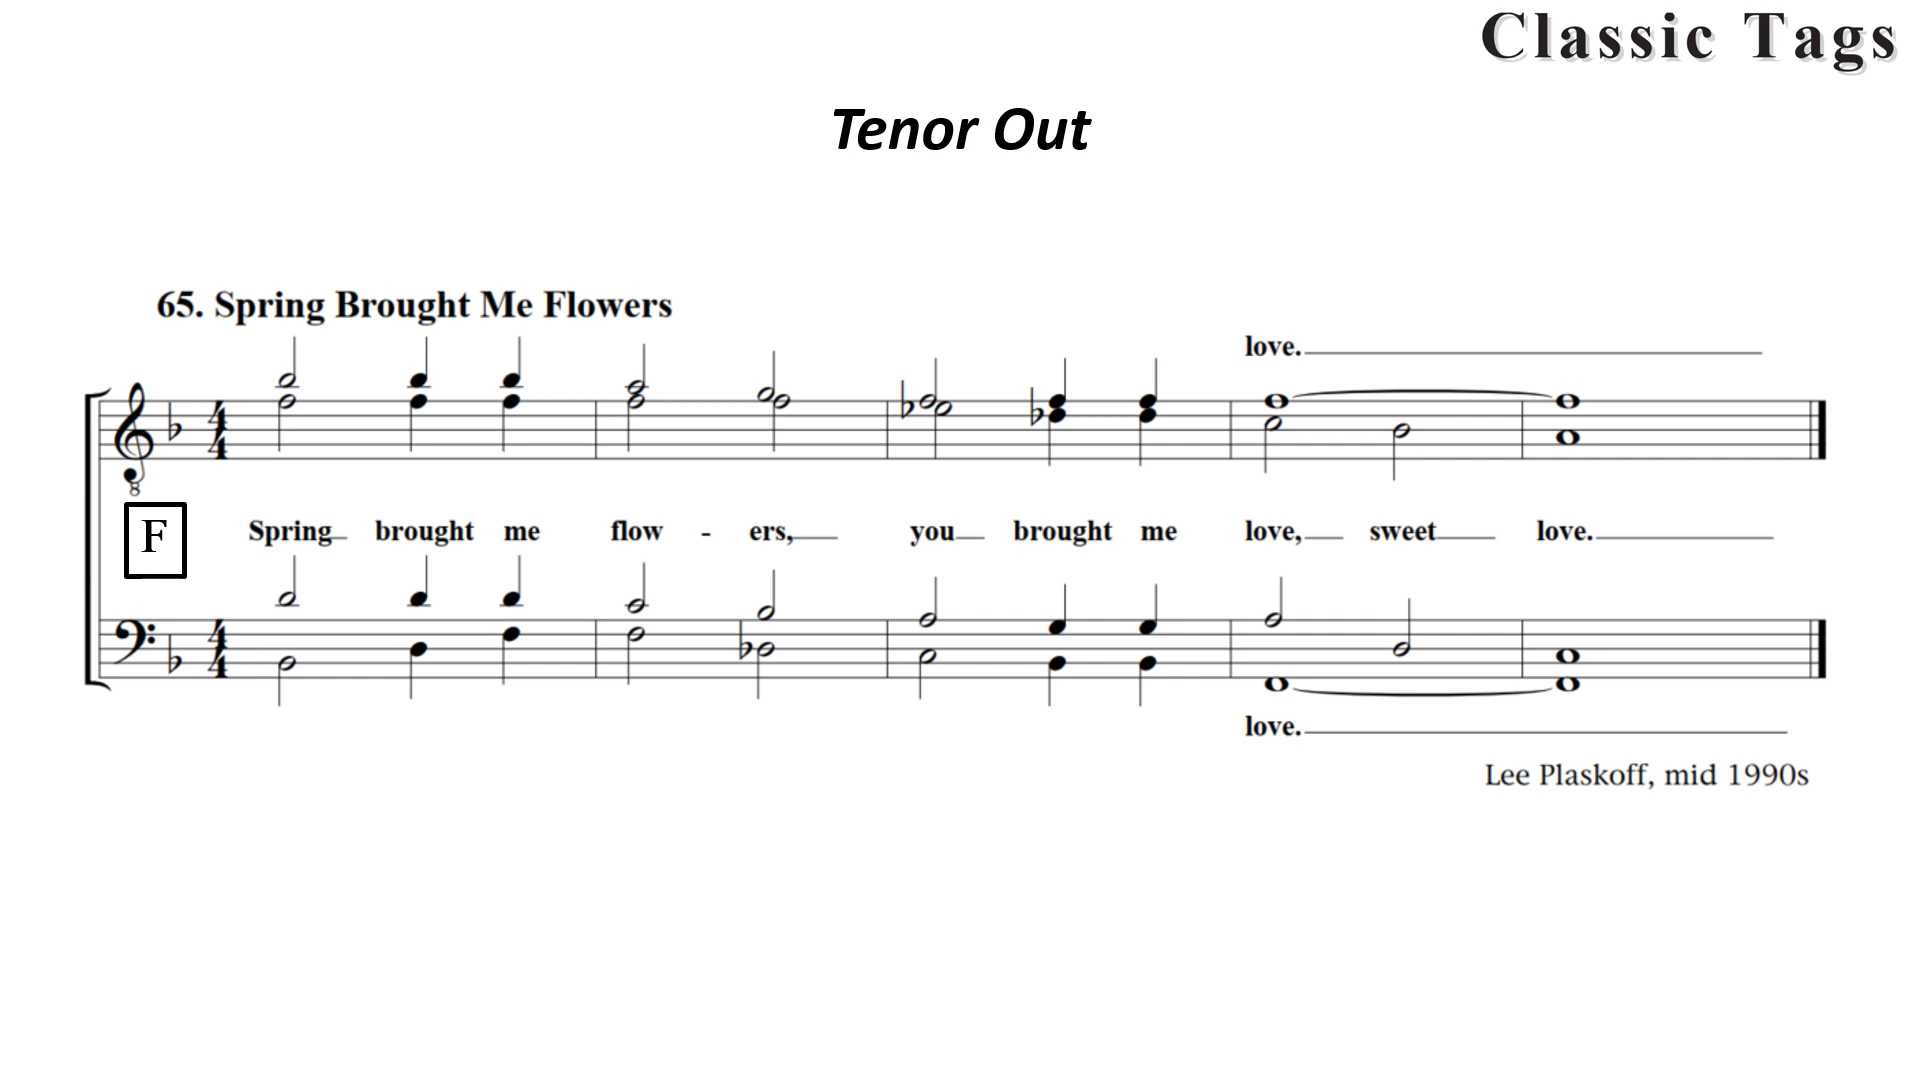 Classic Tags
Tenor Out
65. Spring Brought Me Flowers
love.
F
Spring brought me flow - ers, you brought me love, sweet love.
love.
Lee Plaskoff, mid 1990s